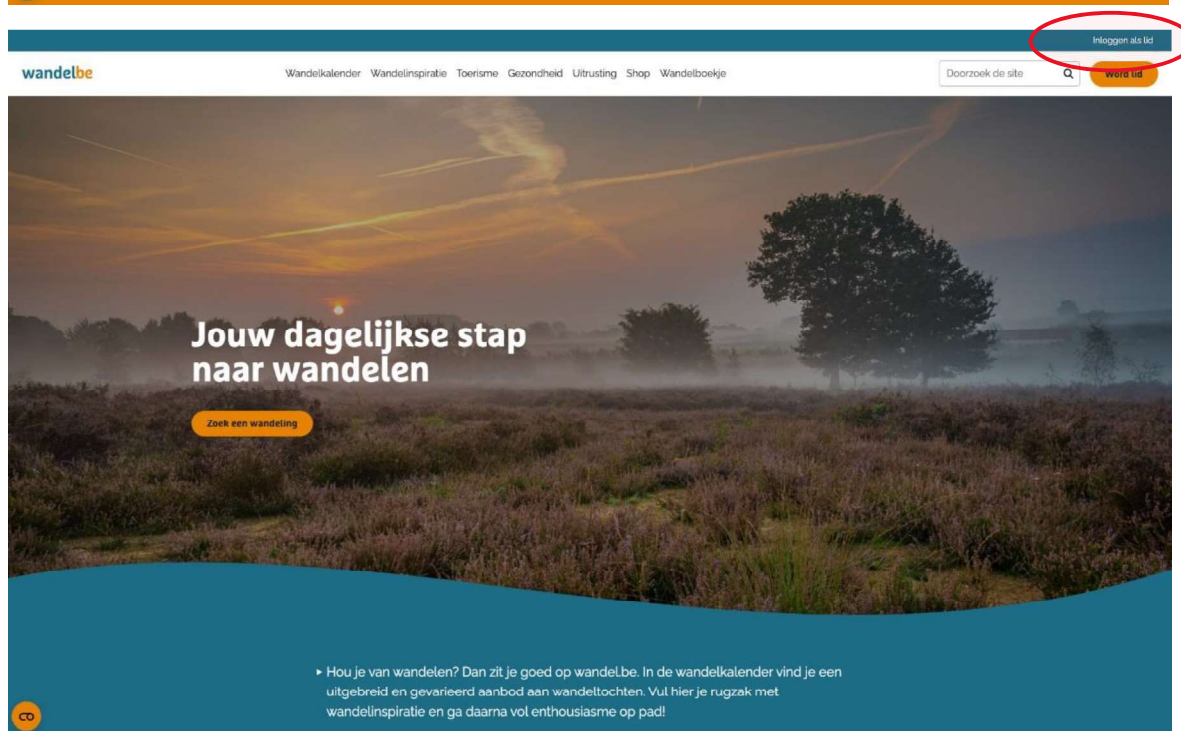 Inloggen als lid
wandelbe
Wandelkalender Wandelinspiratie Toerisme Gezondheid Uitrusting Shop Wandelboekje
Doorzoek de site
Word lid
Jouw dagelijkse stap
naar wandelen
Zoek een wandeling
▸ Hou je van wandelen? Dan zit je goed op wandel.be. In de wandelkalender vind je een
uitgebreid en gevarieerd aanbod aan wandeltochten. Vul hier je rugzak met
wandelinspiratie en ga daarna vol enthousiasme op pad!